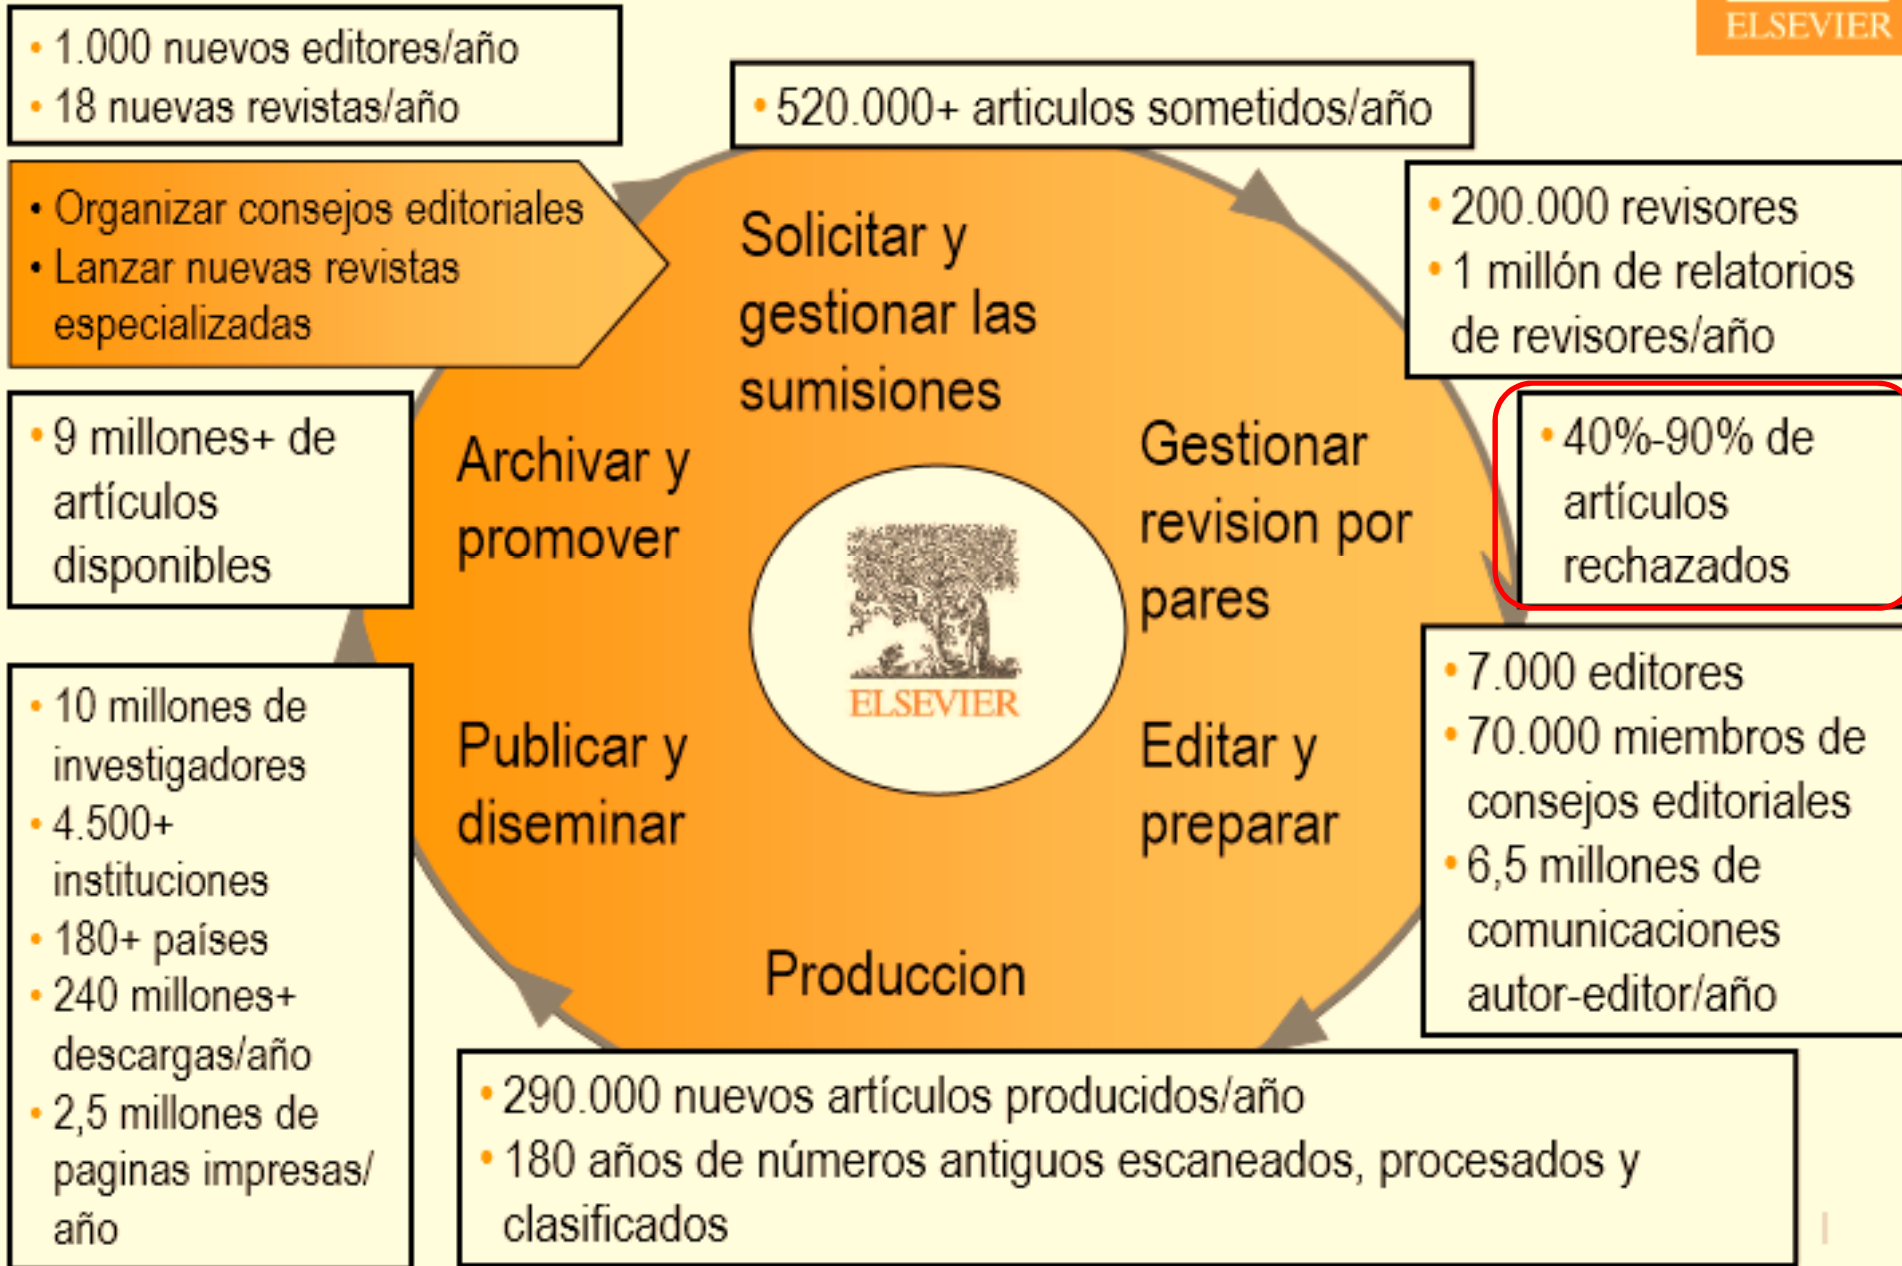 ELSEVIER
• 1.000 nuevos editores/año
• 18 nuevas revistas/año
• 520.000+ articulos sometidos/año
• Organizar consejos editoriales
• Lanzar nuevas revistas
especializadas
• 200.000 revisores
• 1 millón de relatorios
de revisores/año
Solicitar y
gestionar las
sumisiones
• 9 millones+ de
artículos
disponibles
Archivar y
promover
Gestionar
revision por
pares
• 40%-90% de
artículos
rechazados
ELSEVIER
• 10 millones de
investigadores
• 4.500+
instituciones
• 180+ países
• 240 millones+
descargas/año
• 2,5 millones de
paginas impresas/
año
Publicar y
diseminar
Editar y
preparar
• 7.000 editores
• 70.000 miembros de
consejos editoriales
• 6,5 millones de
comunicaciones
autor-editor/año
Produccion
• 290.000 nuevos artículos producidos/año
• 180 años de números antiguos escaneados, procesados y
clasificados